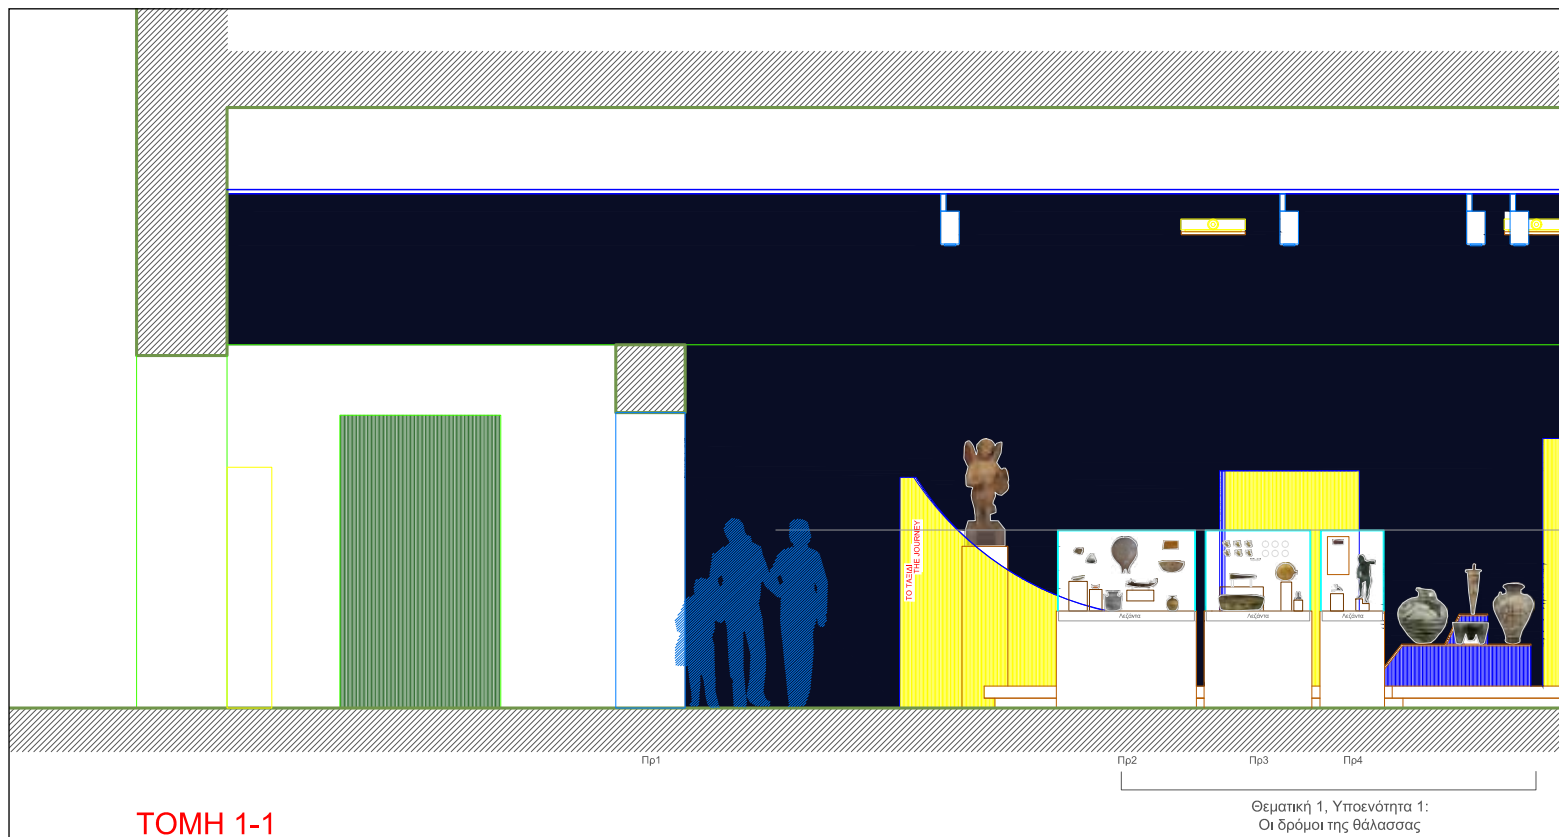 ΤΟ ΤΑΞΙΔΙ
THE JOURNEY
Λεζάντα
Λεζάντα
Λεζάντα
Πρ1
Πρ2
Πρ3
Πρ4
Θεματική 1, Υποενότητα 1:
Οι δρόμοι της θάλασσας
ΤΟΜΗ 1-1